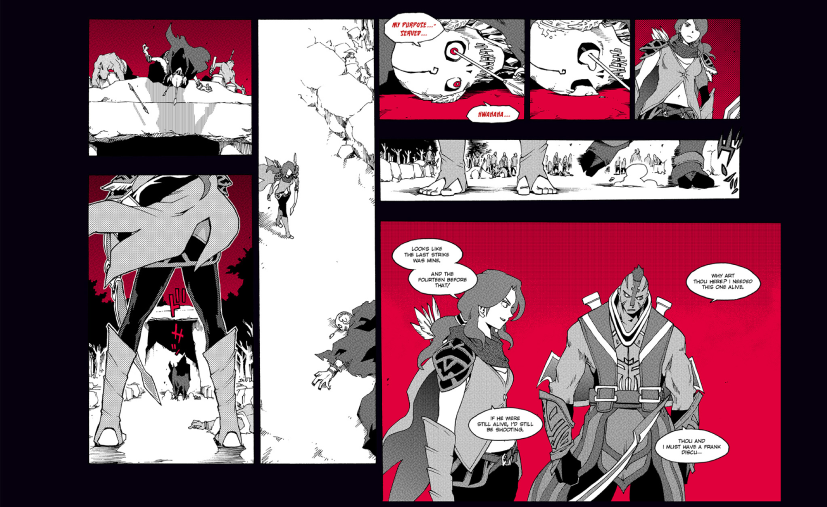 MY PURPOSE...
SERVED...
HWAHAHA...
LOOKS LIKE
THE LAST STRIKE
WAS MINE.
AND THE
FOURTEEN BEFORE
THAT!
WHY ART
THOU HERE? I NEEDED
THIS ONE ALIVE.
IF HE WERE
STILL ALIVE, I'D STILL
BE SHOOTING.
THOU AND
I MUST HAVE A FRANK
DISCU...